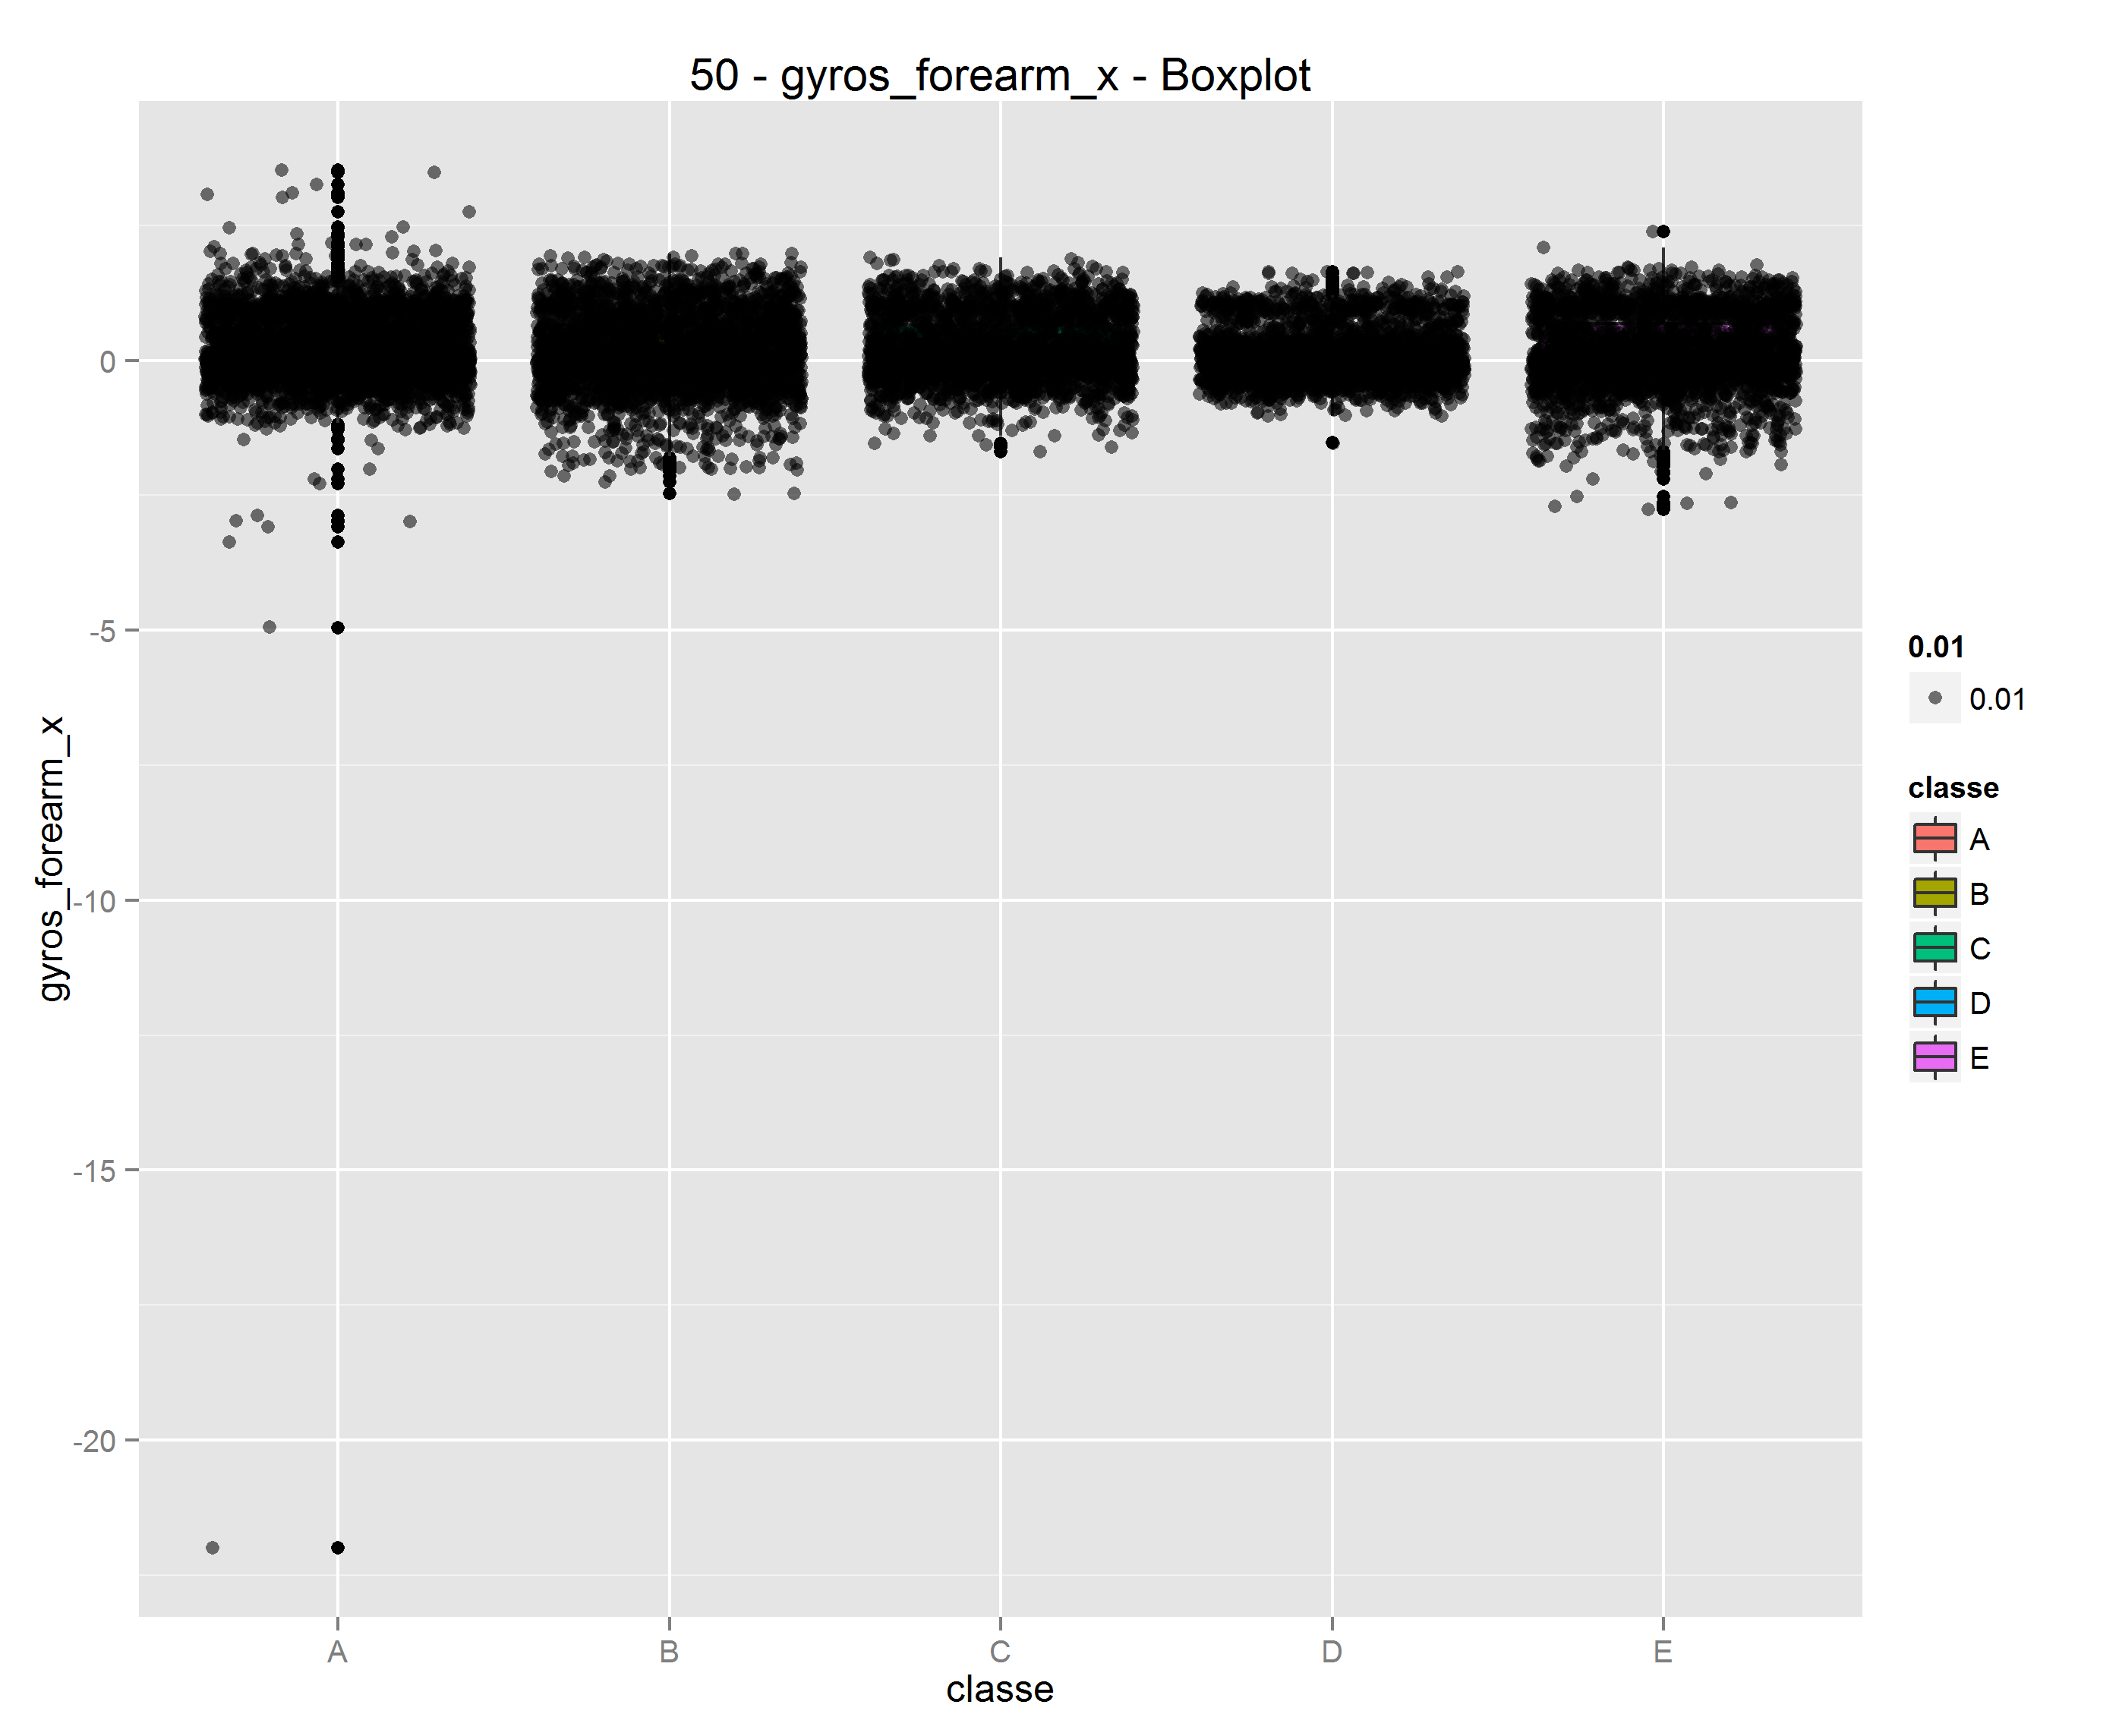 50 - gyros_forearm_x - Boxplot
gyros_forearm_x
0
-5
-10
-15
-20
A
B
C
D
E
classe
0.01
0.01
classe
A
B
C
D
E